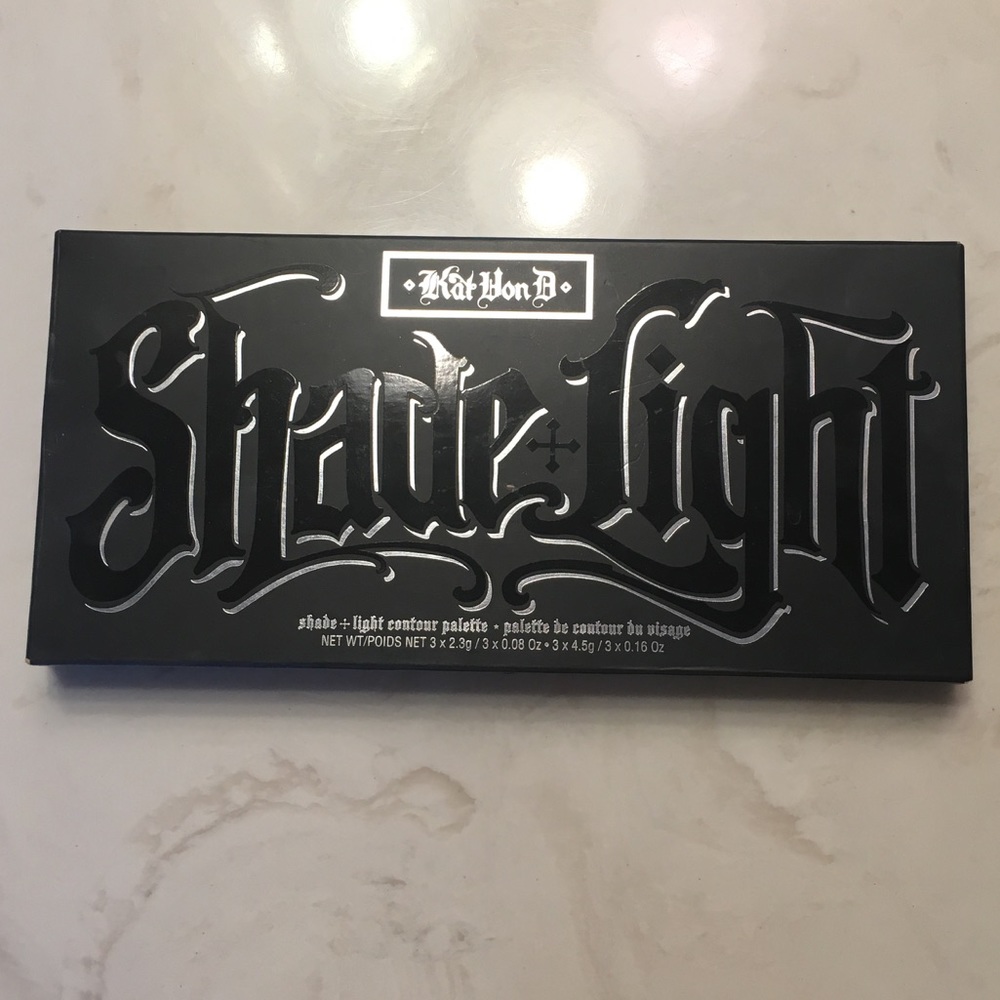 Kat Von D
Shade + Light
shade + light contour palette • palette de contour du visage
NET WT/POIDS NET 3 x 2.3g / 3 x 0.08 Oz • 3 x 4.5g / 3 x 0.16 Oz